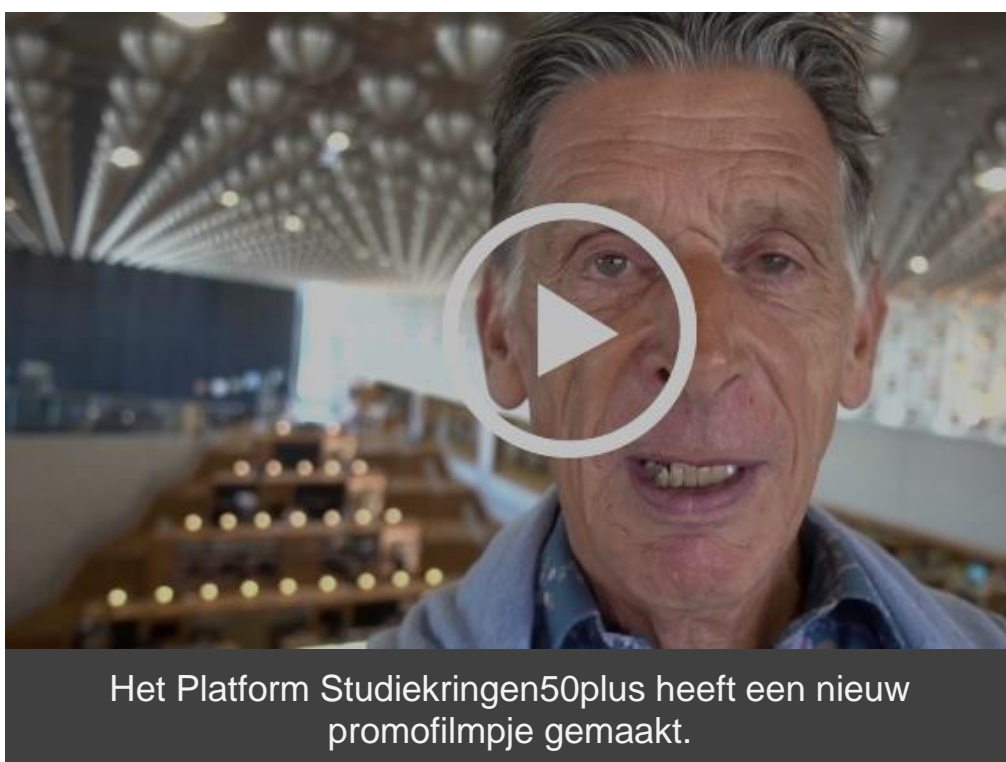 Het Platform Studiekringen50plus heeft een nieuw
promofilmpje gemaakt.